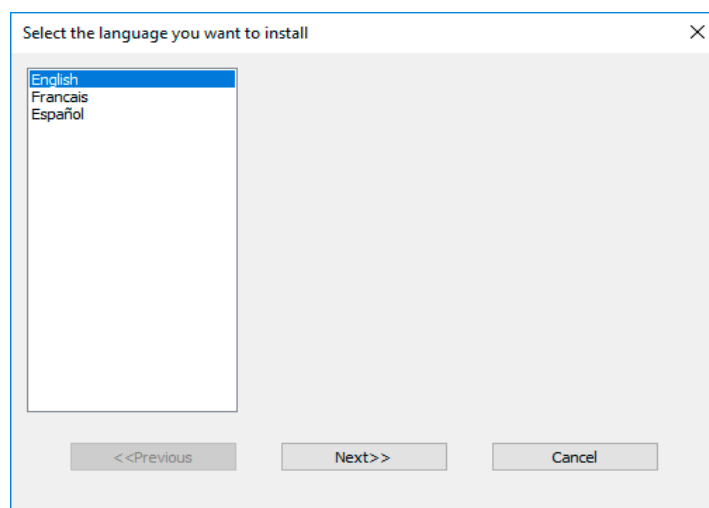 Select the language you want to install
English
Francais
Español
<<Previous
Next>>
Cancel